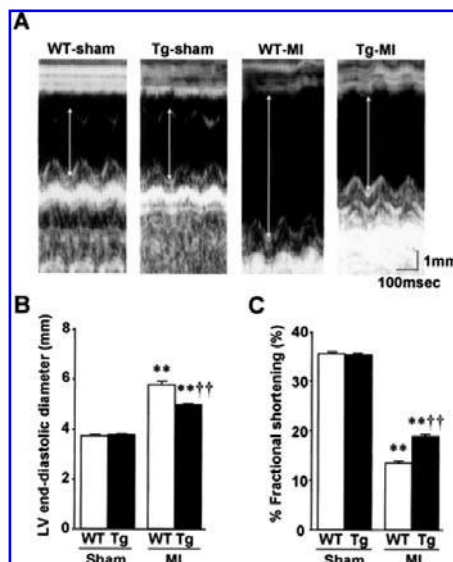 A
WT-sham Tg-sham WT-MI Tg-MI
1mm
100msec
B
LV end-diastolic diameter (mm)
8
6
4
2
0
**
**††
WT Tg WT Tg
Sham MI
C
% Fractional shortening (%)
40
30
20
10
0
**
**††
WT Tg WT Tg
Sham MI